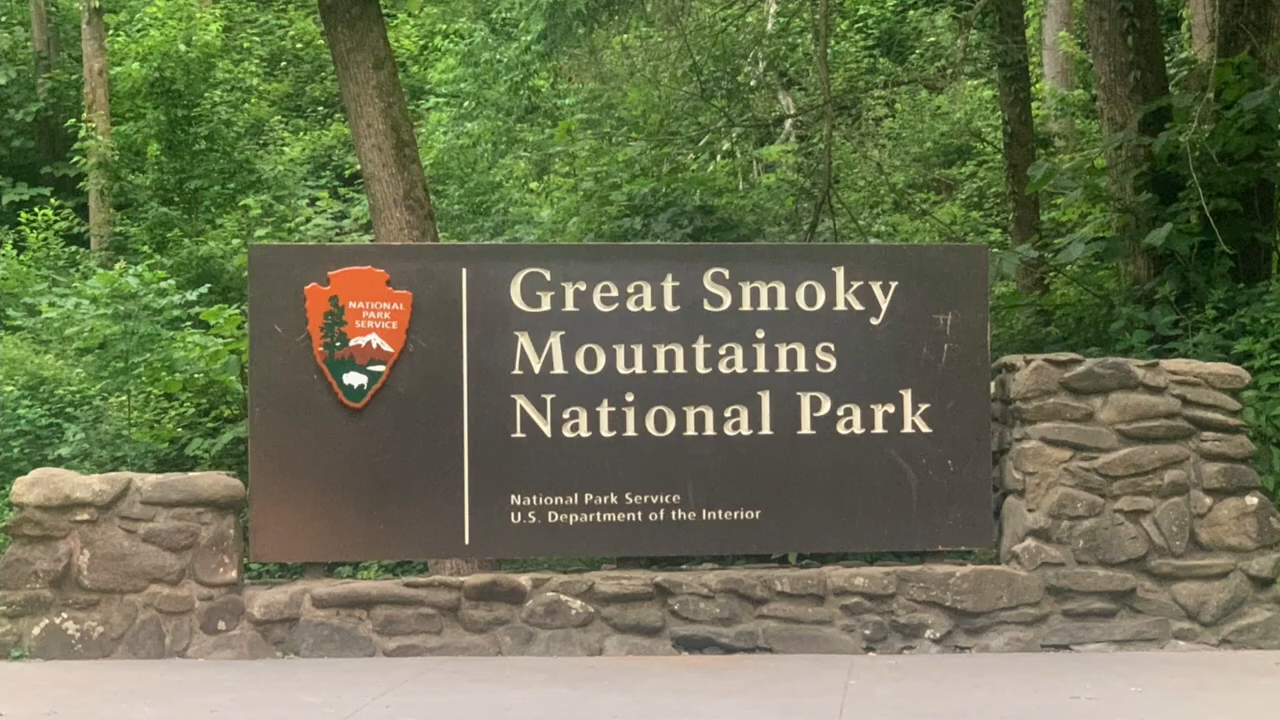 NATIONAL
PARK
SERVICE
Great Smoky
Mountains
National Park
National Park Service
U.S. Department of the Interior